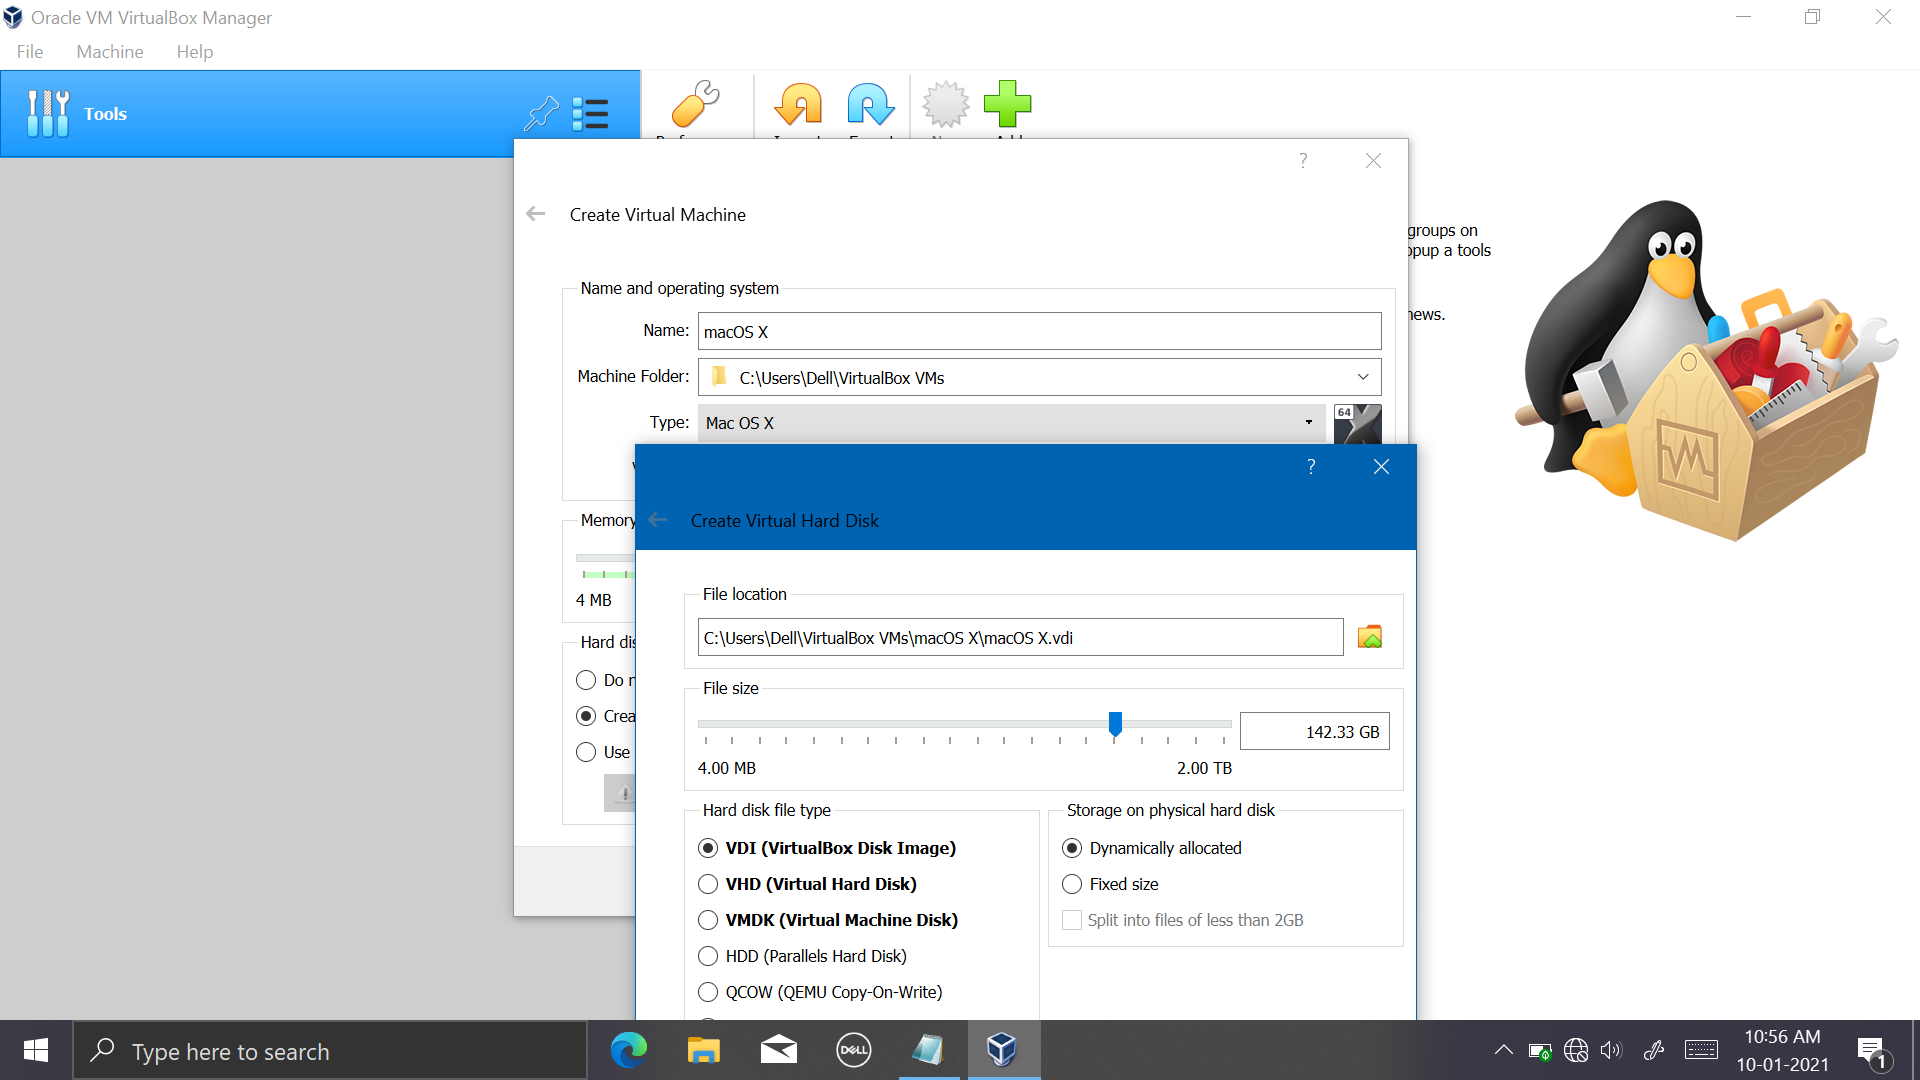 Oracle VM VirtualBox Manager
File Machine Help
Tools
Create Virtual Machine
groups on
opup a tools
news.
Name and operating system
Name: macOS X
Machine Folder: C:\Users\Dell\VirtualBox VMs
Type: Mac OS X
64
Create Virtual Hard Disk
Memory
4 MB
File location
C:\Users\Dell\VirtualBox VMs\macOS X\macOS X.vdi
Hard dis
Do n
Crea
Use
File size
142.33 GB
4.00 MB 2.00 TB
Hard disk file type
VDI (VirtualBox Disk Image)
VHD (Virtual Hard Disk)
VMDK (Virtual Machine Disk)
HDD (Parallels Hard Disk)
QCOW (QEMU Copy-On-Write)
Storage on physical hard disk
Dynamically allocated
Fixed size
Split into files of less than 2GB
Type here to search
DELL
10:56 AM
10-01-2021
1